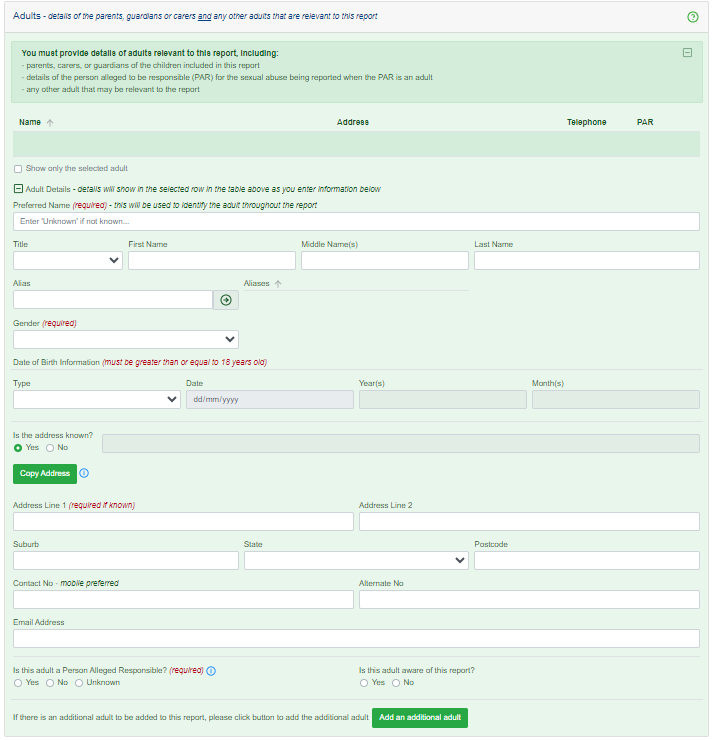 Adults - details of the parents, guardians or carers and any other adults that are relevant to this report
You must provide details of adults relevant to this report, including:
- parents, carers, or guardians of the children included in this report
- details of the person alleged to be responsible (PAR) for the sexual abuse being reported when the PAR is an adult
- any other adult that may be relevant to the report
Name Address Telephone PAR
Show only the selected adult
Adult Details - details will show in the selected row in the table above as you enter information below
Preferred Name (required) - this will be used to identify the adult throughout the report
Enter 'Unknown' if not known...
Title First Name Middle Name(s) Last Name
Alias Aliases
Gender (required)
Date of Birth Information (must be greater than or equal to 18 years old)
Type Date Year(s) Month(s)
dd/mm/yyyy
Is the address known?
Yes No
Copy Address
Address Line 1 (required if known) Address Line 2
Suburb State Postcode
Contact No - mobile preferred Alternate No
Email Address
Is this adult a Person Alleged Responsible? (required) Is this adult aware of this report?
Yes No Unknown Yes No
If there is an additional adult to be added to this report, please click button to add the additional adult Add an additional adult